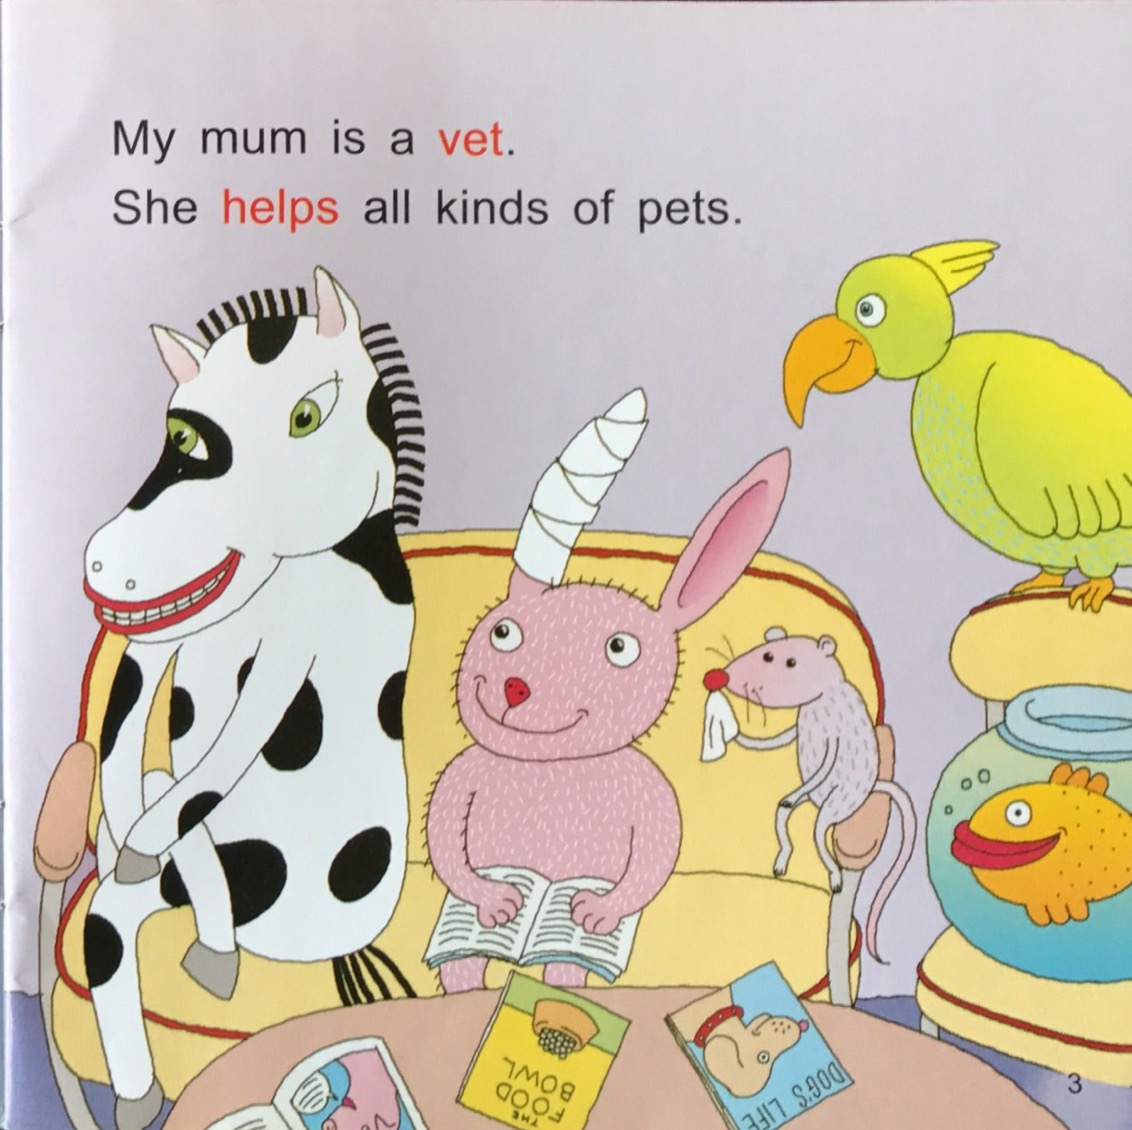 My mum is a vet.
She helps all kinds of pets.
THE
FOOD
BOWL
DOG'S LIFE
3